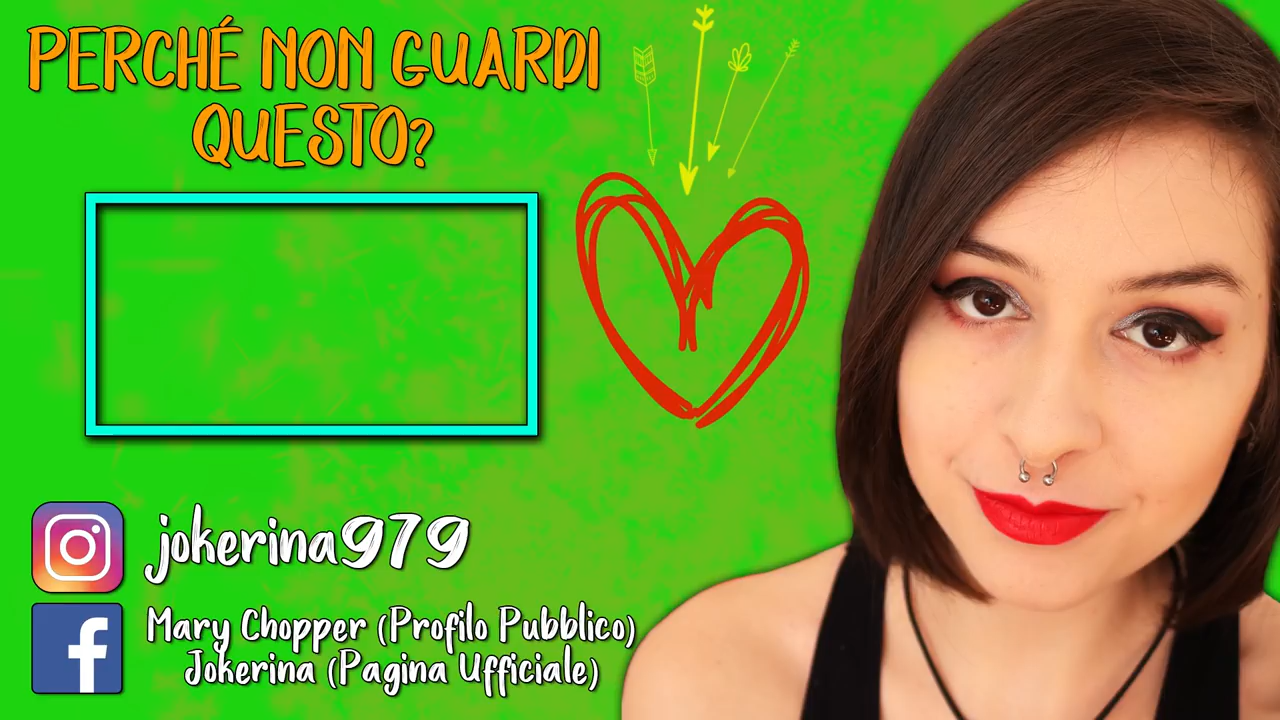 PERCHÉ NON GUARDI
QUESTO?
jokerina979
Mary Chopper (Profilo Pubblico)
Jokerina (Pagina Ufficiale)